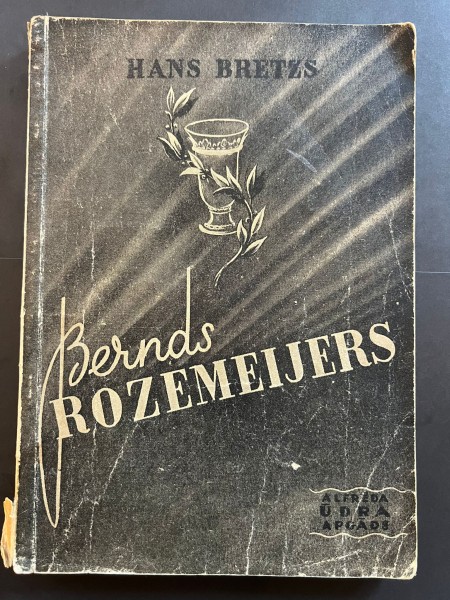 HANS BRETZS
Bernds
ROZEMEIJERS
ALFRĒDA
ŪDRA
APGĀDS